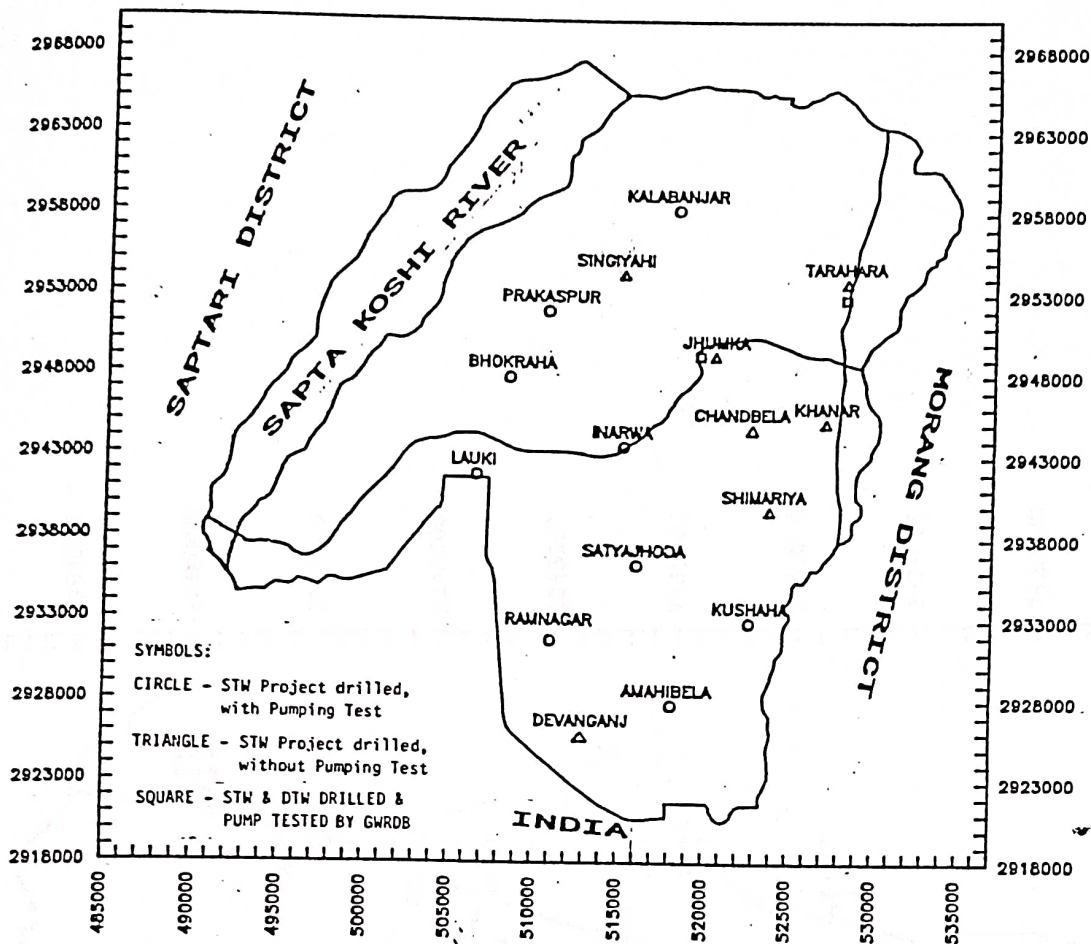 2968000
2968000
2963000
2963000
2958000
2958000
2953000
2953000
2948000
2948000
2943000
2943000
2938000
2938000
2933000
2933000
2928000
2928000
2923000
2923000
2918000
2918000
SAPTARI DISTRICT
SAPTA KOSHI RIVER
MORANG DISTRICT
INDIA
KALABANJAR
SINGIYAHI
TARAHARA
PRAKASPUR
JHUMKA
BHOKRAHA
CHANDBELA
KHANAR
INARWA
LAUKI
SHIMARIYA
SATYAJHODA
KUSHAHA
RAMNAGAR
AMAHIBELA
DEVANGANJ
SYMBOLS:
CIRCLE - STW Project drilled,
with Pumping Test
TRIANGLE - STW Project drilled,
without Pumping Test
SQUARE - STW & DTW DRILLED &
PUMP TESTED BY GWRDB
485000
490000
495000
500000
505000
510000
515000
520000
525000
530000
535000